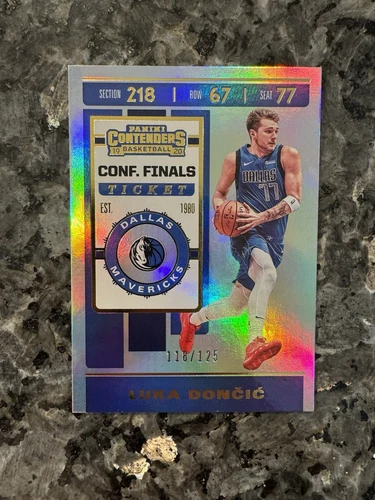 SECTION 218 | ROW 67 | SEAT 77
PANINI
CONTENDERS
19 BASKETBALL 20
CONF. FINALS
TICKET
EST. 1980
DALLAS
MAVERICKS
DALLAS
77
118/125
LUKA DONČIĆ